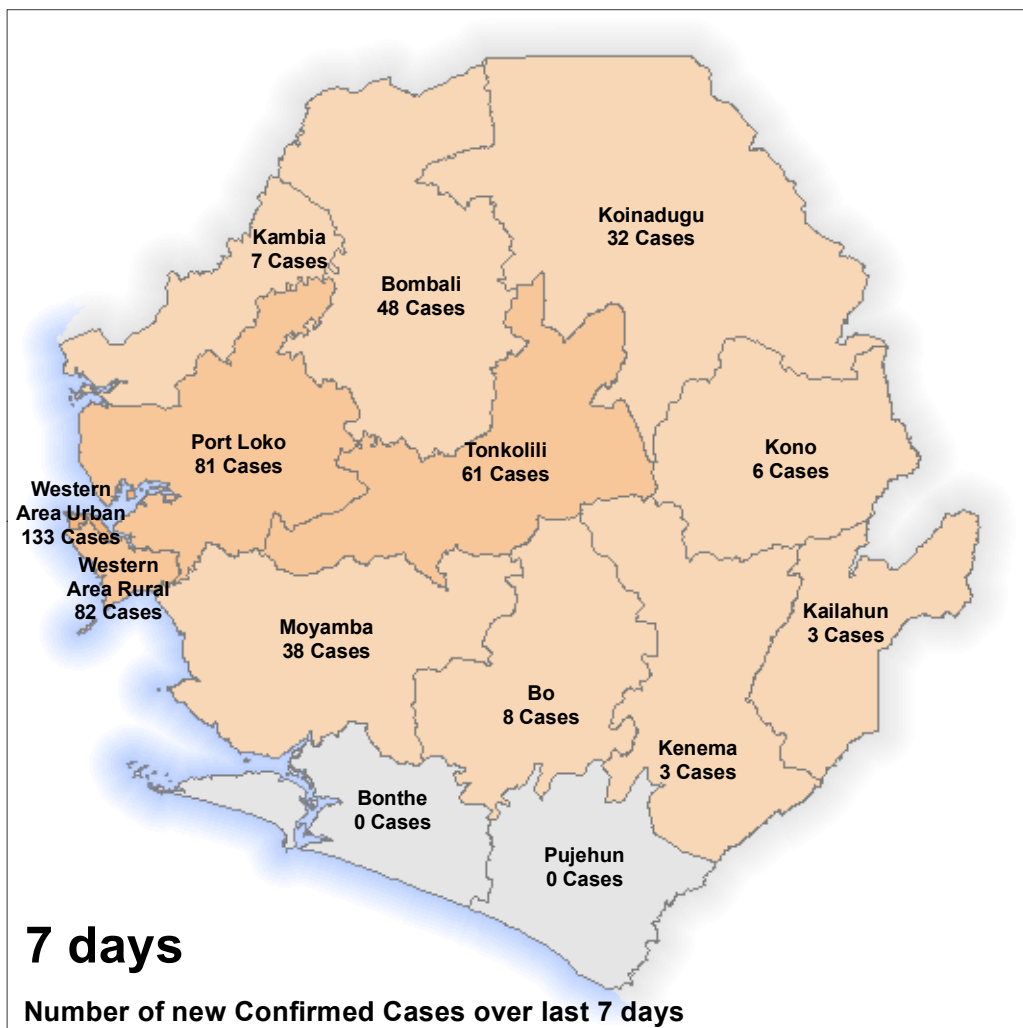 Koinadugu
32 Cases
Kambia
7 Cases
Bombali
48 Cases
Port Loko
81 Cases
Tonkolili
61 Cases
Kono
6 Cases
Western
Area Urban
133 Cases
Western
Area Rural
82 Cases
Kailahun
3 Cases
Moyamba
38 Cases
Bo
8 Cases
Kenema
3 Cases
Bonthe
0 Cases
Pujehun
0 Cases
7 days
Number of new Confirmed Cases over last 7 days